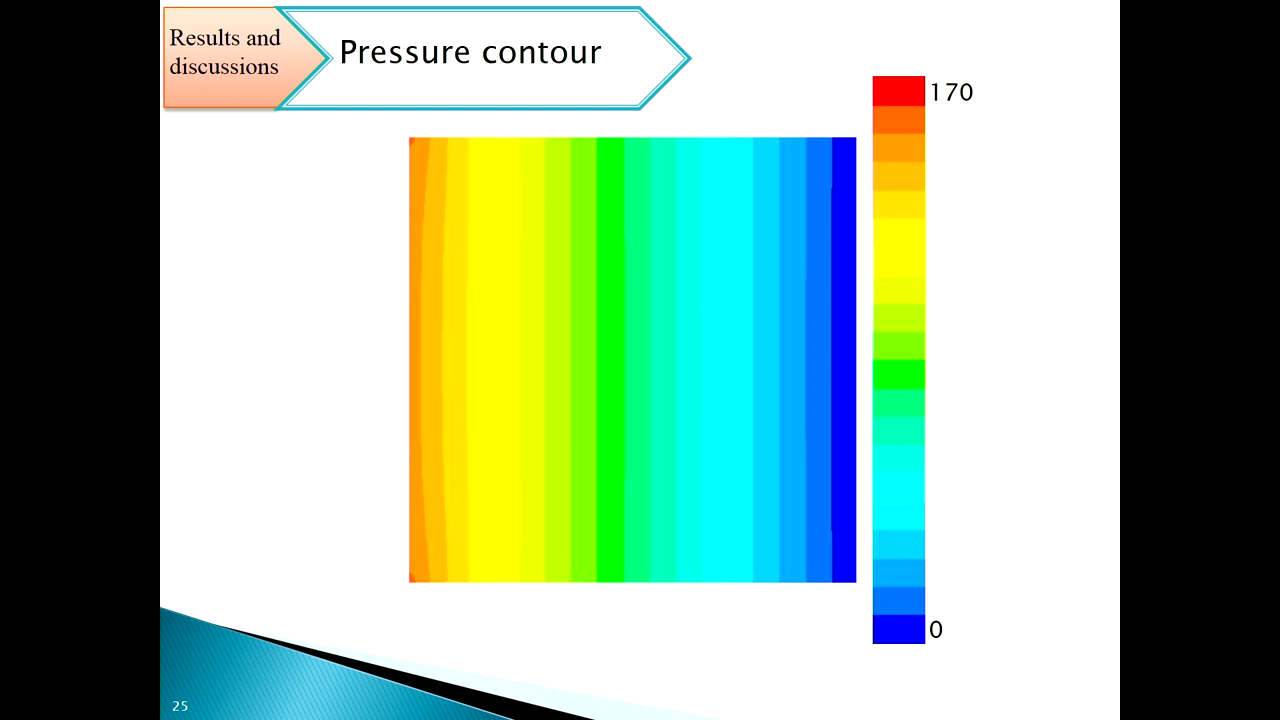 Results and
discussions
Pressure contour
170
0
25